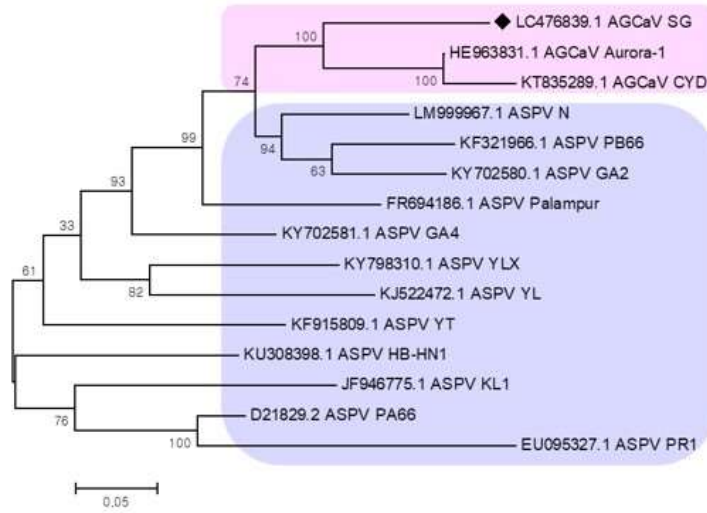 LC476839.1 AGCaV SG
100
HE963831.1 AGCaV Aurora-1
100
KT835289.1 AGCaV CYD
74
LM999967.1 ASPV N
99
KF321966.1 ASPV PB66
94
63
KY702580.1 ASPV GA2
93
FR694186.1 ASPV Palampur
33
KY702581.1 ASPV GA4
61
KY798310.1 ASPV YLX
82
KJ522472.1 ASPV YL
KF915809.1 ASPV YT
KU308398.1 ASPV HB-HN1
JF946775.1 ASPV KL1
76
D21829.2 ASPV PA66
100
EU095327.1 ASPV PR1
0.05